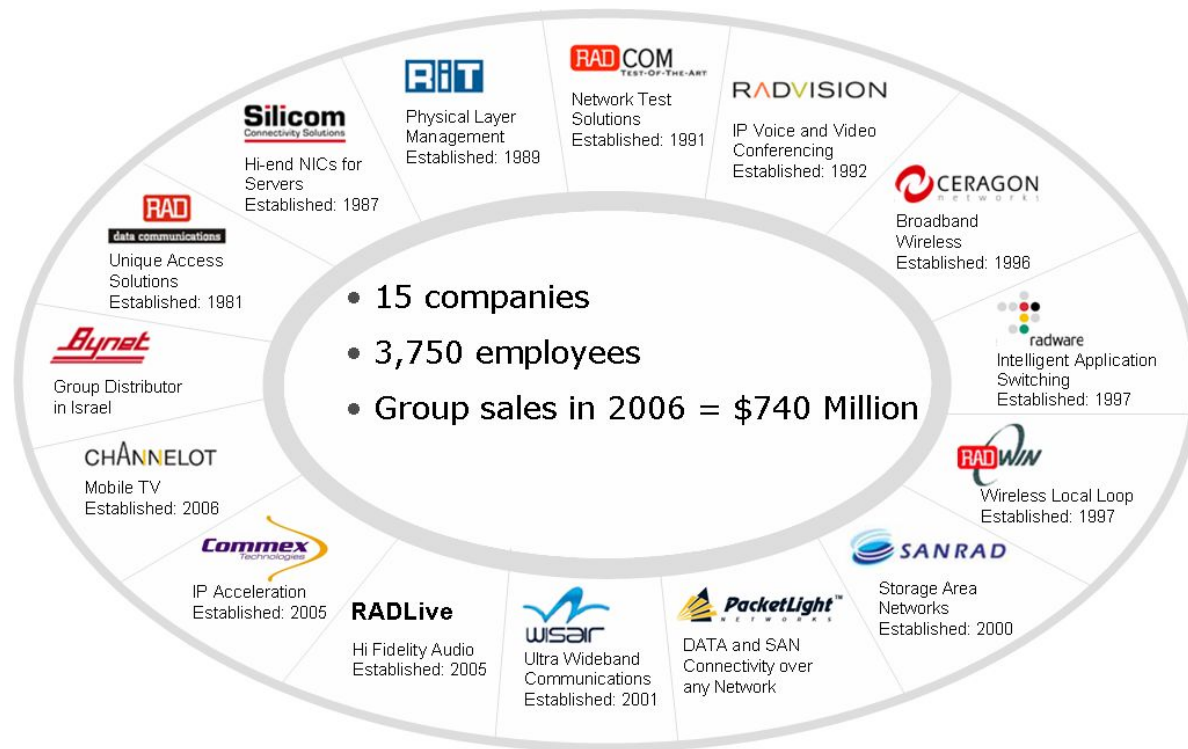 RiT
Physical Layer
Management
Established: 1989
RAD COM
TEST-OF-THE-ART
Network Test
Solutions
Established: 1991
RADVISION
IP Voice and Video
Conferencing
Established: 1992
CERAGON
networks
Broadband
Wireless
Established: 1996
radware
Intelligent Application
Switching
Established: 1997
RADWIN
Wireless Local Loop
Established: 1997
SANRAD
Storage Area
Networks
Established: 2000
PacketLight™
NETWORKS
DATA and SAN
Connectivity over
any Network
wisair
Ultra Wideband
Communications
Established: 2001
RADLive
Hi Fidelity Audio
Established: 2005
Commex
Technologies
IP Acceleration
Established: 2005
CHANNELOT
Mobile TV
Established: 2006
Bynet
Group Distributor
in Israel
RAD
data communications
Unique Access
Solutions
Established: 1981
Silicom
Connectivity Solutions
Hi-end NICs for
Servers
Established: 1987
• 15 companies
• 3,750 employees
• Group sales in 2006 = $740 Million